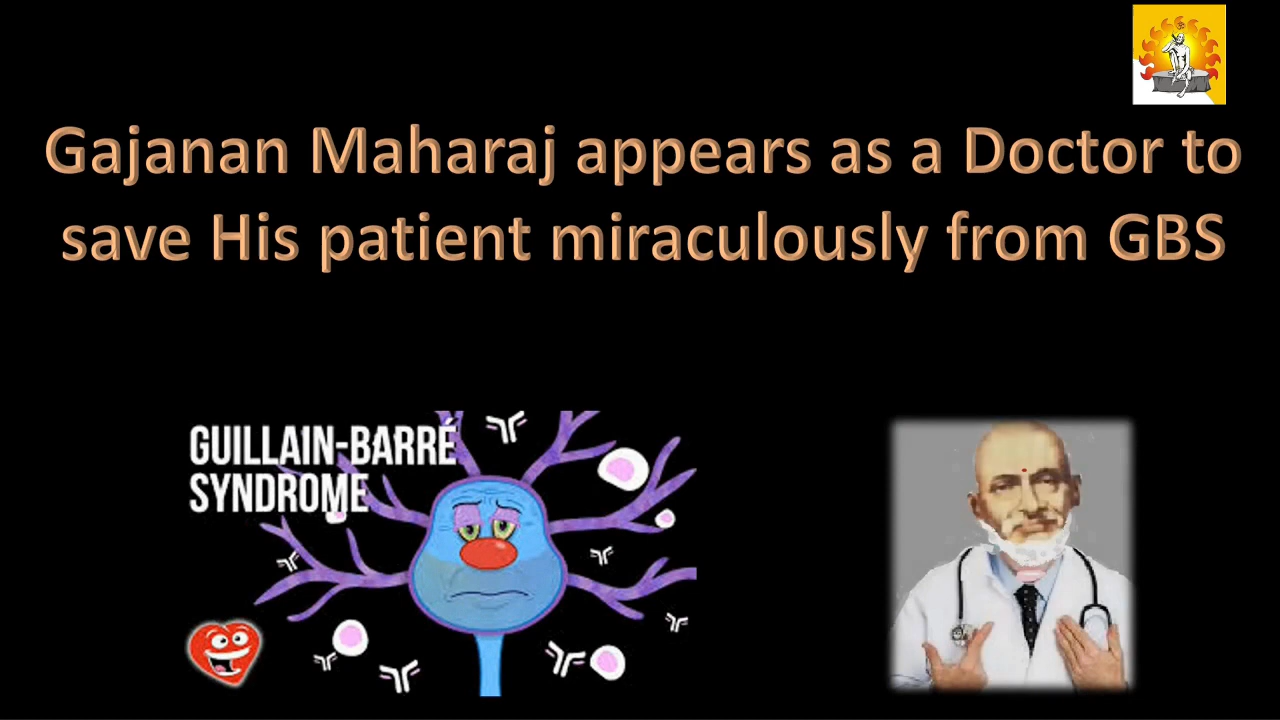 Gajanan Maharaj appears as a Doctor to
save His patient miraculously from GBS
GUILLAIN-BARRÉ
SYNDROME